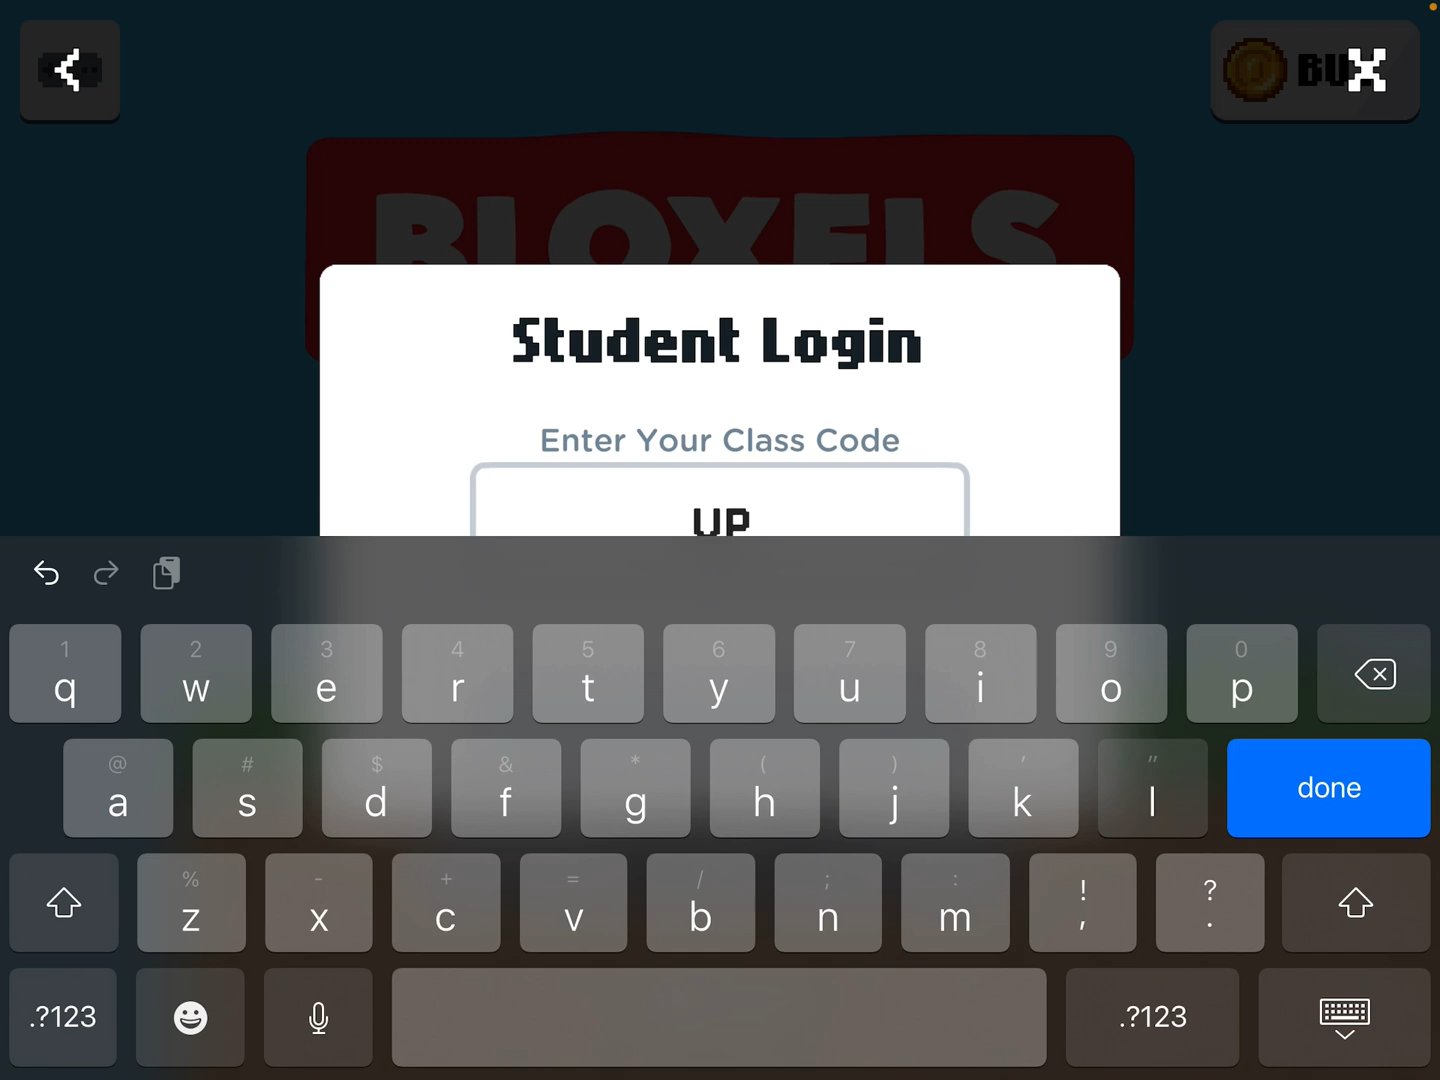 BU
BLOXELS
Student Login
Enter Your Class Code
UP
1 2 3 4 5 6 7 8 9 0
q w e r t y u i o p
@ # $ & * ( ) ' "
a s d f g h j k l done
% - + = / ; : ! ?
z x c v b n m , .
.?123 .?123